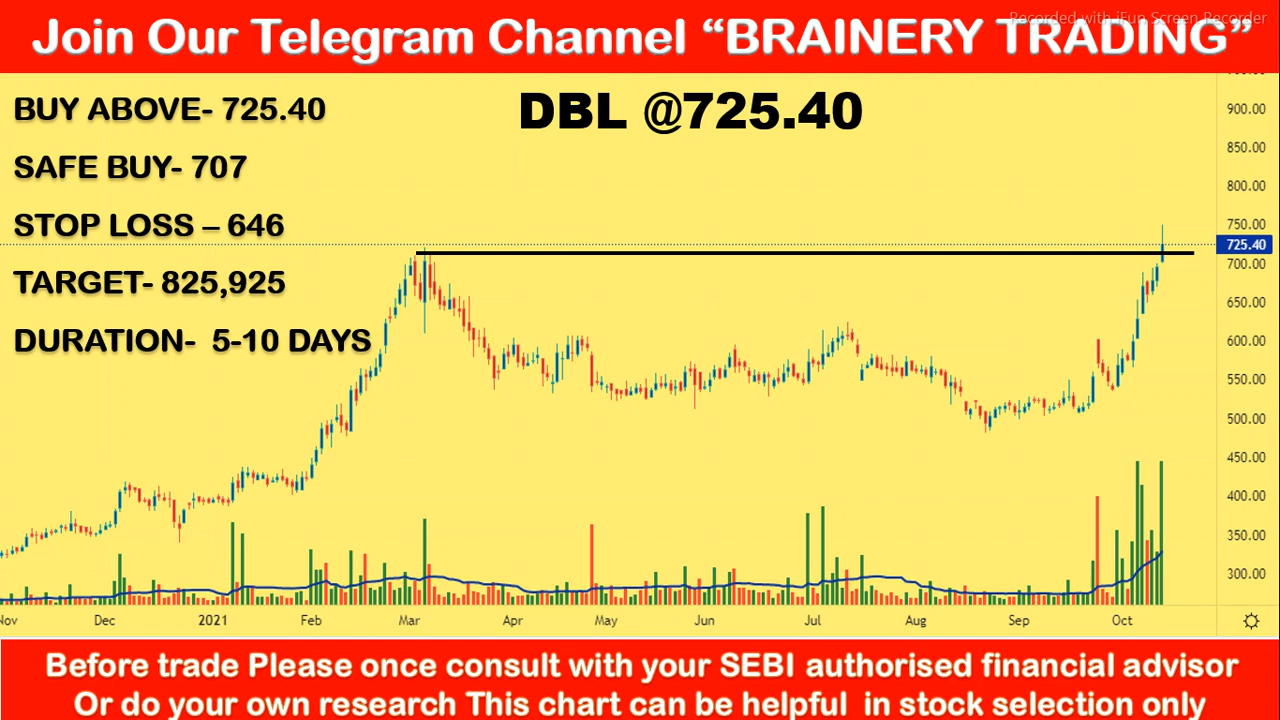 Recorded with iFun Screen Recorder
Join Our Telegram Channel “BRAINERY TRADING”
BUY ABOVE- 725.40
SAFE BUY- 707
STOP LOSS – 646
TARGET- 825,925
DURATION-  5-10 DAYS
DBL @725.40
900.00
850.00
800.00
750.00
725.40
700.00
650.00
600.00
550.00
500.00
450.00
400.00
350.00
300.00
Nov Dec 2021 Feb Mar Apr May Jun Jul Aug Sep Oct
Before trade Please once consult with your SEBI authorised financial advisor
Or do your own research This chart can be helpful  in stock selection only